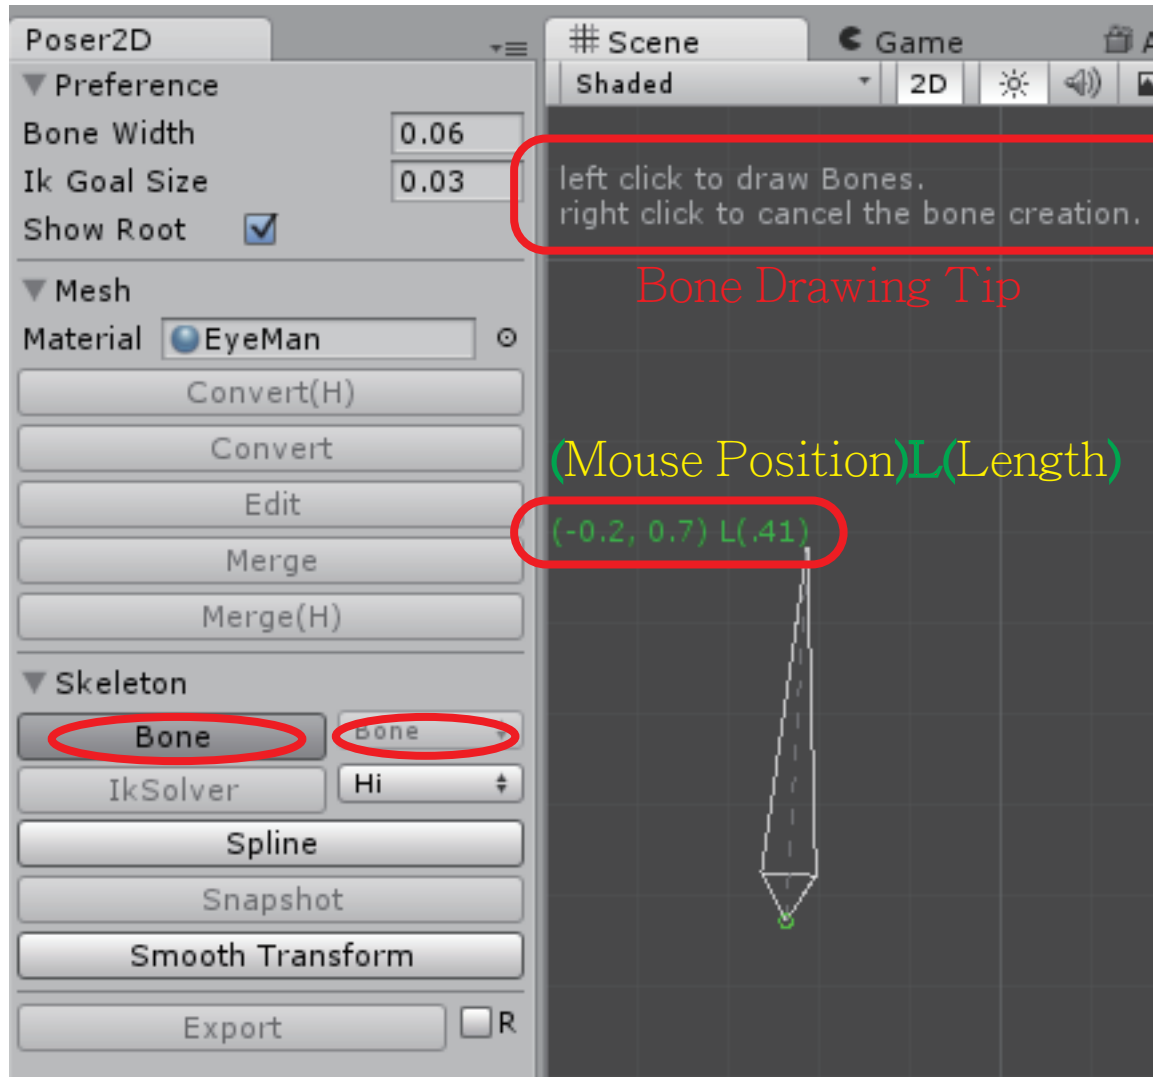 Poser2D
Preference
Bone Width 0.06
Ik Goal Size 0.03
Show Root
Mesh
Material EyeMan
Convert(H)
Convert
Edit
Merge
Merge(H)
Skeleton
Bone Bone
IkSolver Hi
Spline
Snapshot
Smooth Transform
Export R
Scene Game A
Shaded 2D
left click to draw Bones.
right click to cancel the bone creation.
Bone Drawing Tip
(Mouse Position)L(Length)
(-0.2, 0.7) L(.41)